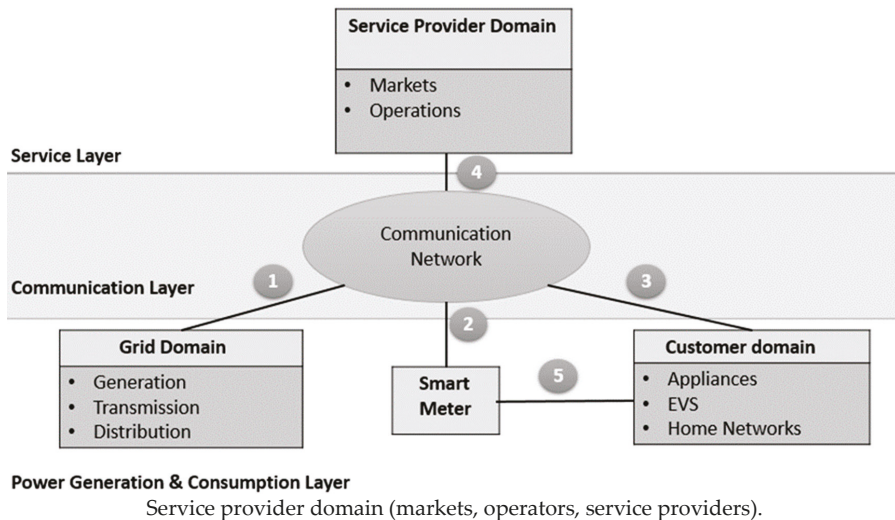 Service Provider Domain
• Markets
• Operations
Service Layer
4
Communication
Network
1
3
Communication Layer
2
Grid Domain
• Generation
• Transmission
• Distribution
Smart
Meter
5
Customer domain
• Appliances
• EVS
• Home Networks
Power Generation & Consumption Layer
Service provider domain (markets, operators, service providers).